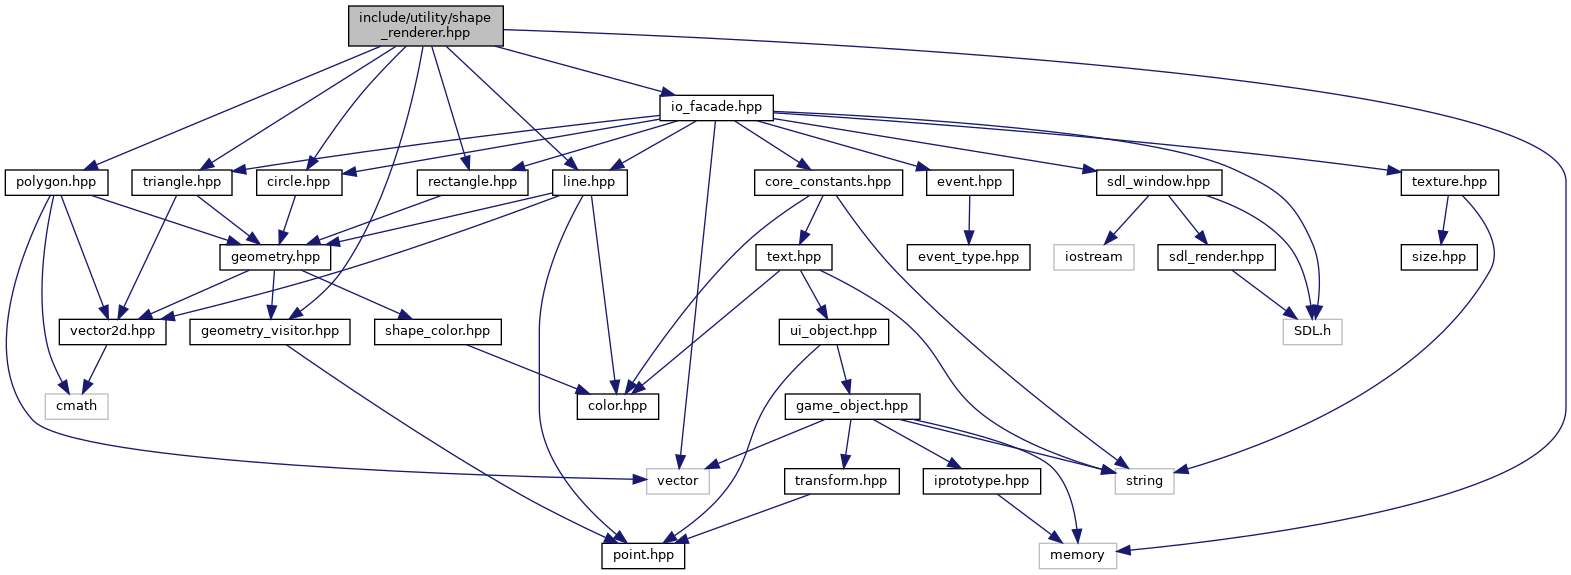 include/utility/shape
_renderer.hpp
io_facade.hpp
polygon.hpp
triangle.hpp
circle.hpp
rectangle.hpp
line.hpp
core_constants.hpp
event.hpp
sdl_window.hpp
texture.hpp
geometry.hpp
text.hpp
event_type.hpp
iostream
sdl_render.hpp
size.hpp
vector2d.hpp
geometry_visitor.hpp
shape_color.hpp
ui_object.hpp
SDL.h
cmath
color.hpp
game_object.hpp
vector
transform.hpp
iprototype.hpp
string
point.hpp
memory